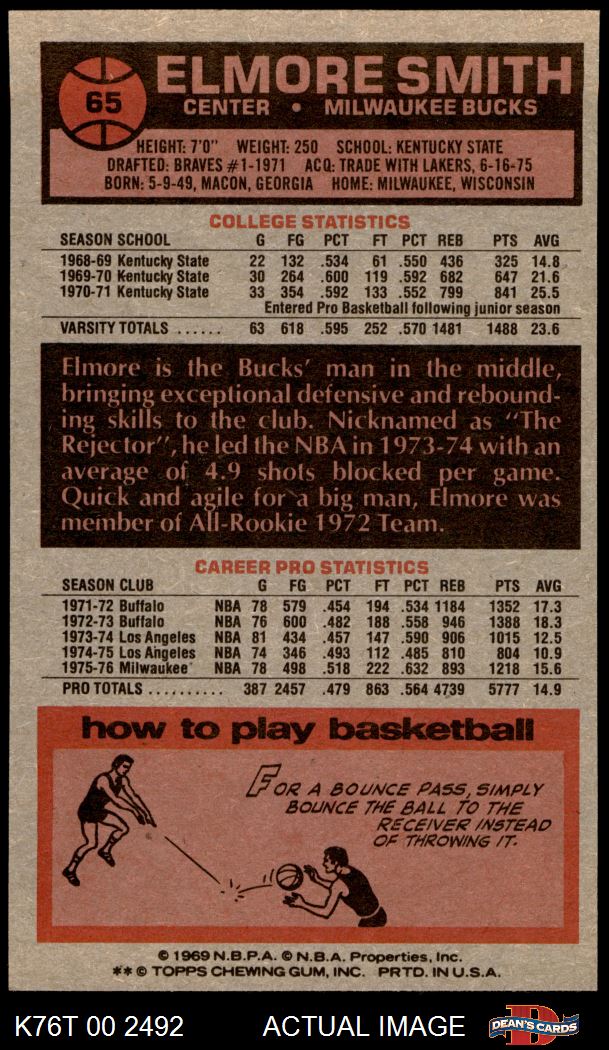 65
ELMORE SMITH
CENTER • MILWAUKEE BUCKS
HEIGHT: 7'0" WEIGHT: 250 SCHOOL: KENTUCKY STATE
DRAFTED: BRAVES #1-1971 ACQ: TRADE WITH LAKERS, 6-16-75
BORN: 5-9-49, MACON, GEORGIA HOME: MILWAUKEE, WISCONSIN
COLLEGE STATISTICS
SEASON SCHOOL G FG PCT FT PCT REB PTS AVG
1968-69 Kentucky State 22 132 .534 61 .550 436 325 14.8
1969-70 Kentucky State 30 264 .600 119 .592 682 647 21.6
1970-71 Kentucky State 33 354 .592 133 .552 799 841 25.5
Entered Pro Basketball following junior season
VARSITY TOTALS ...... 63 618 .595 252 .570 1481 1488 23.6
Elmore is the Bucks' man in the middle,
bringing exceptional defensive and rebound-
ing skills to the club. Nicknamed as "The
Rejector", he led the NBA in 1973-74 with an
average of 4.9 shots blocked per game.
Quick and agile for a big man, Elmore was
member of All-Rookie 1972 Team.
CAREER PRO STATISTICS
SEASON CLUB G FG PCT FT PCT REB PTS AVG
1971-72 Buffalo NBA 78 579 .454 194 .534 1184 1352 17.3
1972-73 Buffalo NBA 76 600 .482 188 .558 946 1388 18.3
1973-74 Los Angeles NBA 81 434 .457 147 .590 906 1015 12.5
1974-75 Los Angeles NBA 74 346 .493 112 .485 810 804 10.9
1975-76 Milwaukee NBA 78 498 .518 222 .632 893 1218 15.6
PRO TOTALS .......... 387 2457 .479 863 .564 4739 5777 14.9
how to play basketball
FOR A BOUNCE PASS, SIMPLY
BOUNCE THE BALL TO THE
RECEIVER INSTEAD
OF THROWING IT.
© 1969 N.B.P.A. © N.B.A. Properties, Inc.
** © TOPPS CHEWING GUM, INC. PRTD. IN U.S.A.
K76T 00 2492 ACTUAL IMAGE D DEAN'S CARDS